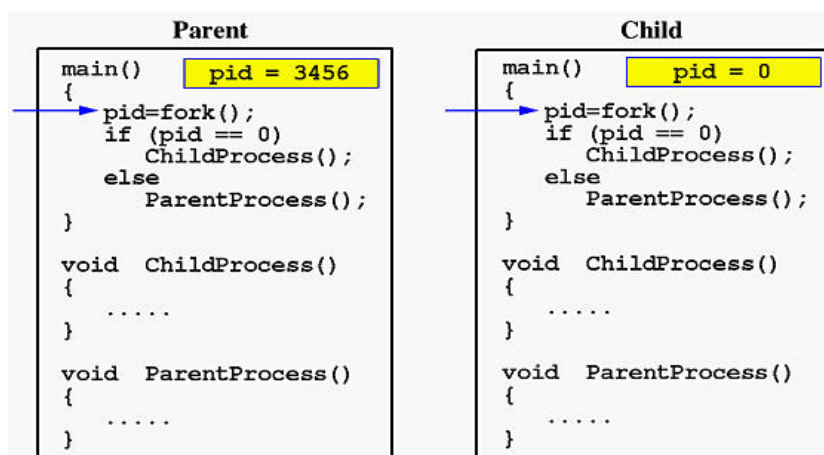 Parent
main()
pid = 3456
{
pid=fork();
if (pid == 0)
ChildProcess();
else
ParentProcess();
}
void ChildProcess()
{
.....
}
void ParentProcess()
{
.....
}
Child
main()
pid = 0
{
pid=fork();
if (pid == 0)
ChildProcess();
else
ParentProcess();
}
void ChildProcess()
{
.....
}
void ParentProcess()
{
.....
}